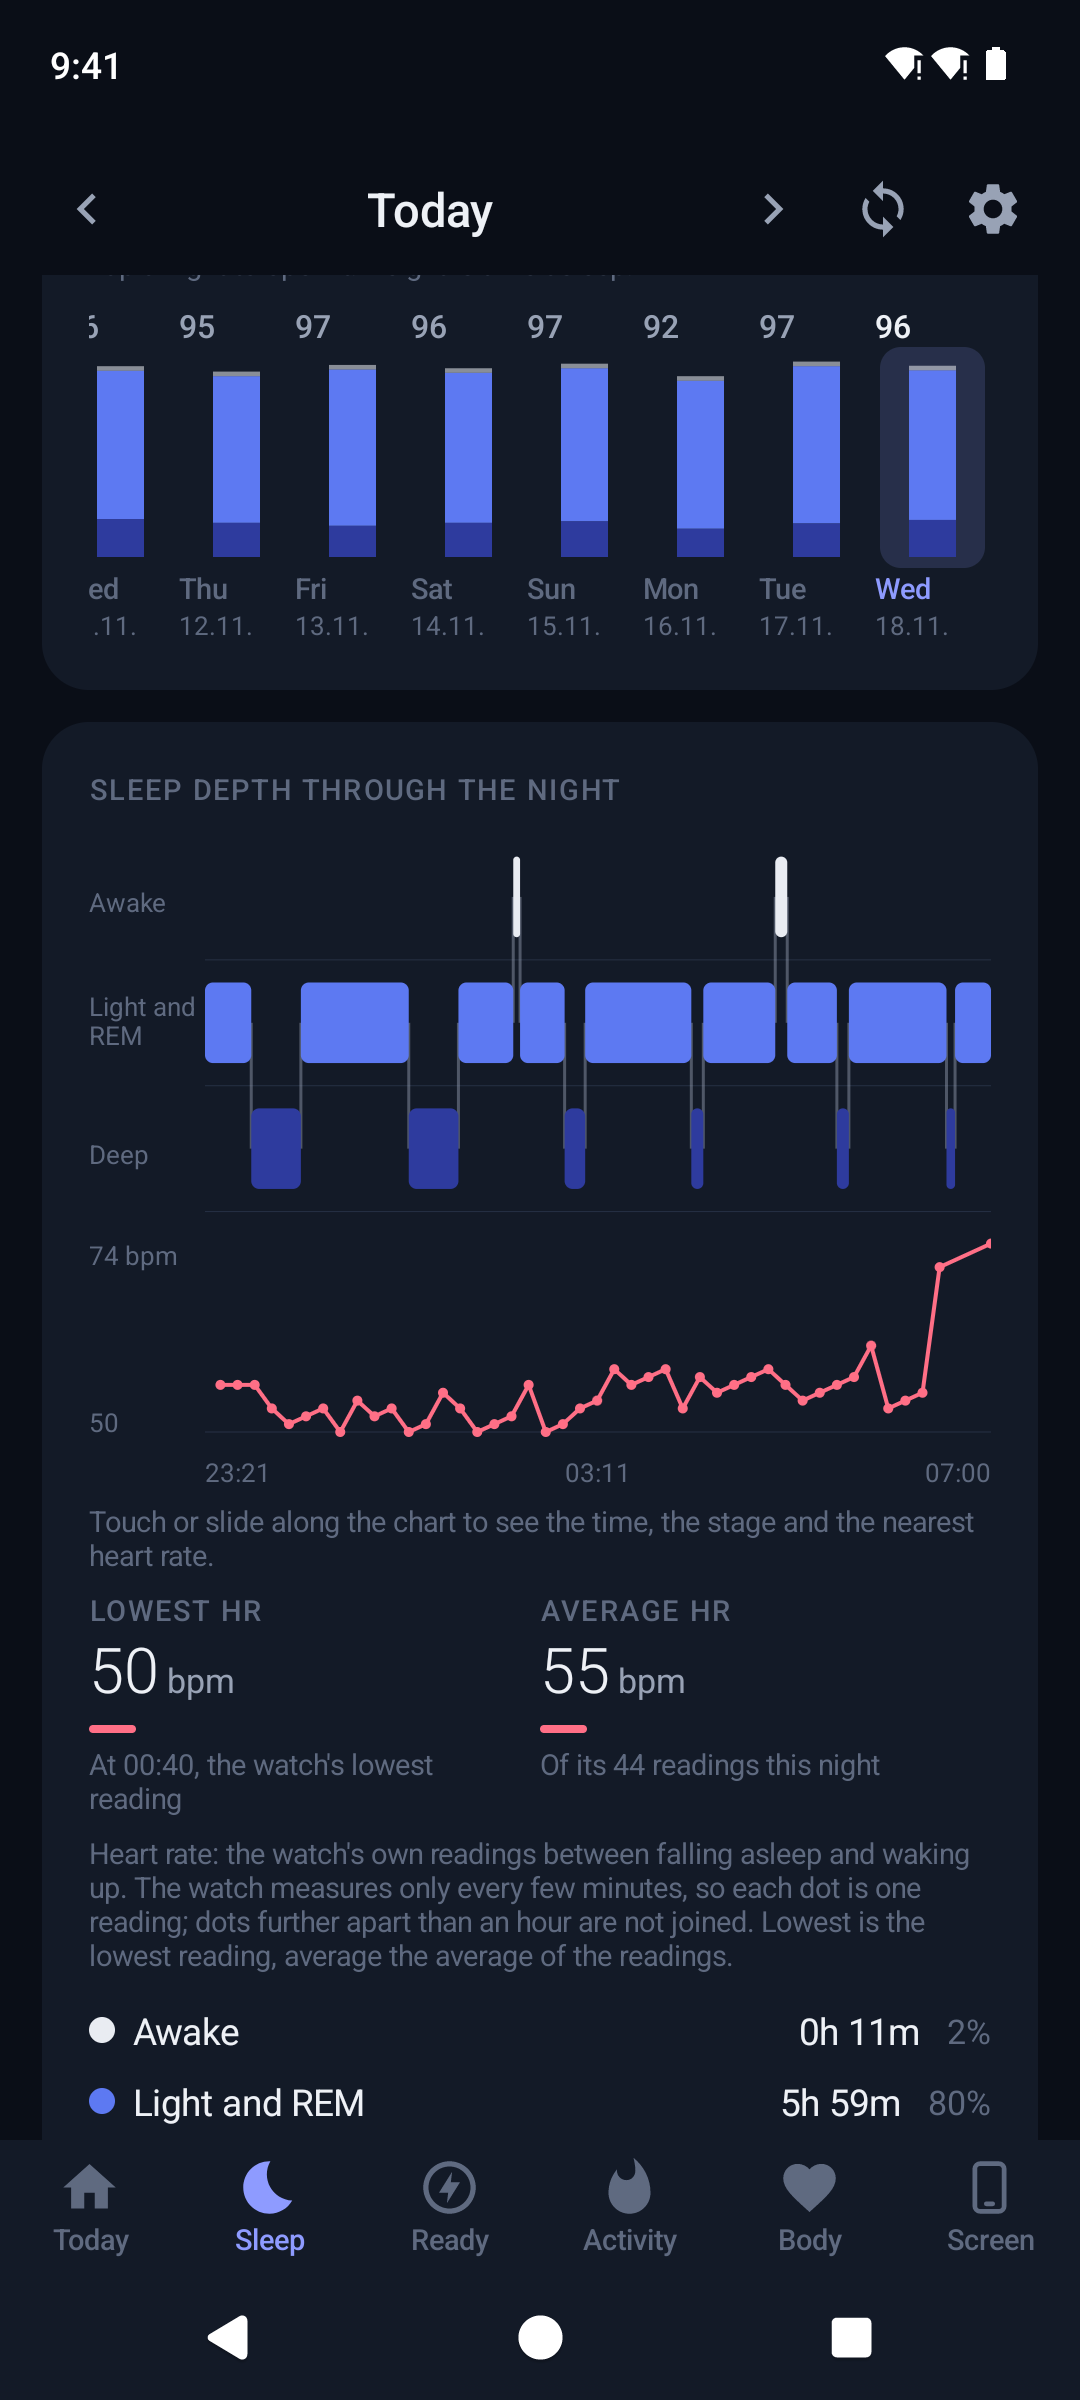 9:41
Today
95 97 96 97 92 97 96
ed Thu Fri Sat Sun Mon Tue Wed
.11. 12.11. 13.11. 14.11. 15.11. 16.11. 17.11. 18.11.
SLEEP DEPTH THROUGH THE NIGHT
Awake
Light and
REM
Deep
74 bpm
50
23:21 03:11 07:00
Touch or slide along the chart to see the time, the stage and the nearest
heart rate.
LOWEST HR AVERAGE HR
50 bpm 55 bpm
At 00:40, the watch's lowest Of its 44 readings this night
reading
Heart rate: the watch's own readings between falling asleep and waking
up. The watch measures only every few minutes, so each dot is one
reading; dots further apart than an hour are not joined. Lowest is the
lowest reading, average the average of the readings.
Awake 0h 11m 2%
Light and REM 5h 59m 80%
Today Sleep Ready Activity Body Screen